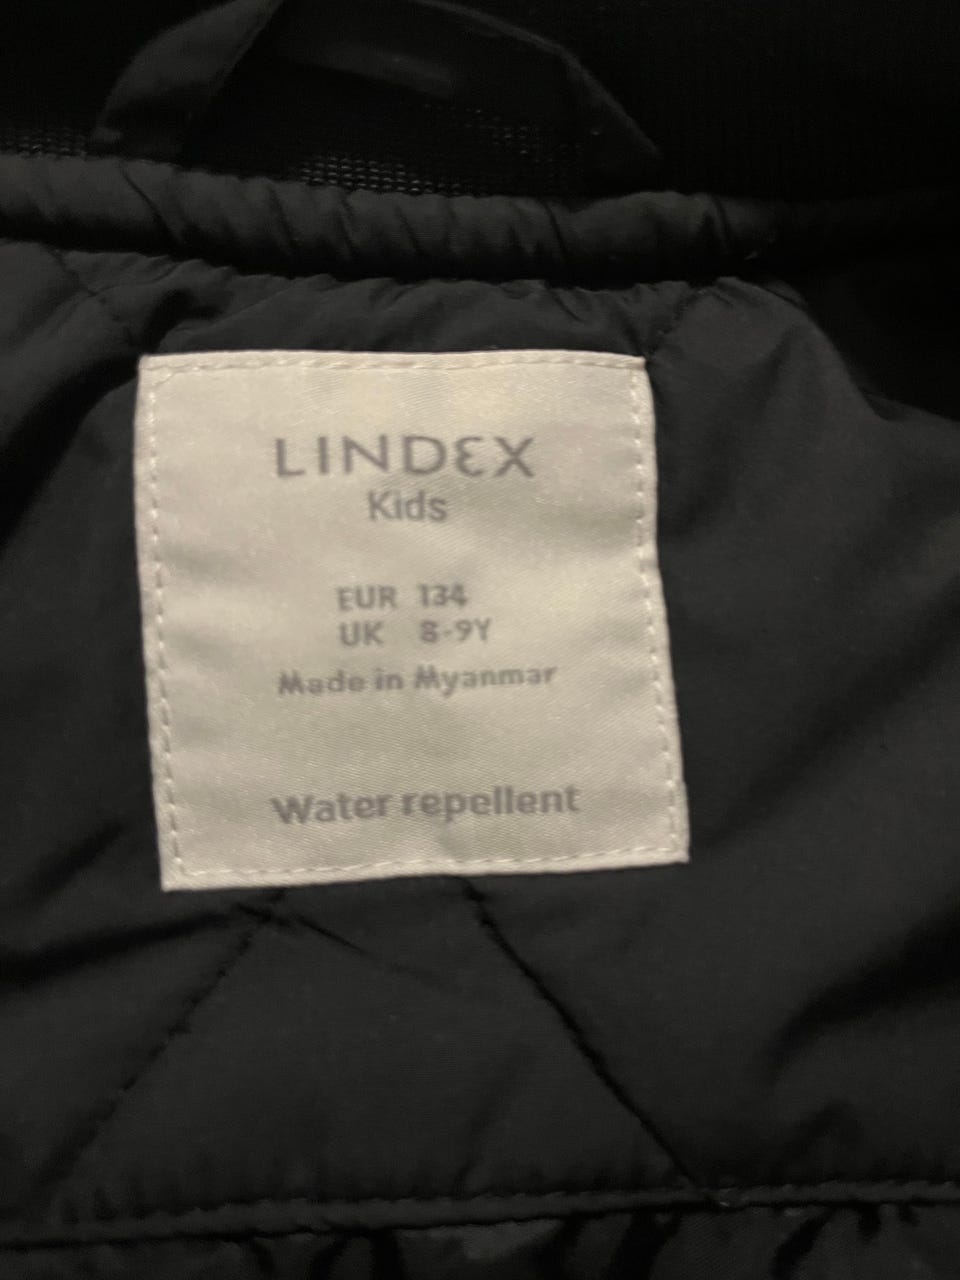 LINDEX
Kids
EUR 134
UK 8-9Y
Made in Myanmar
Water repellent